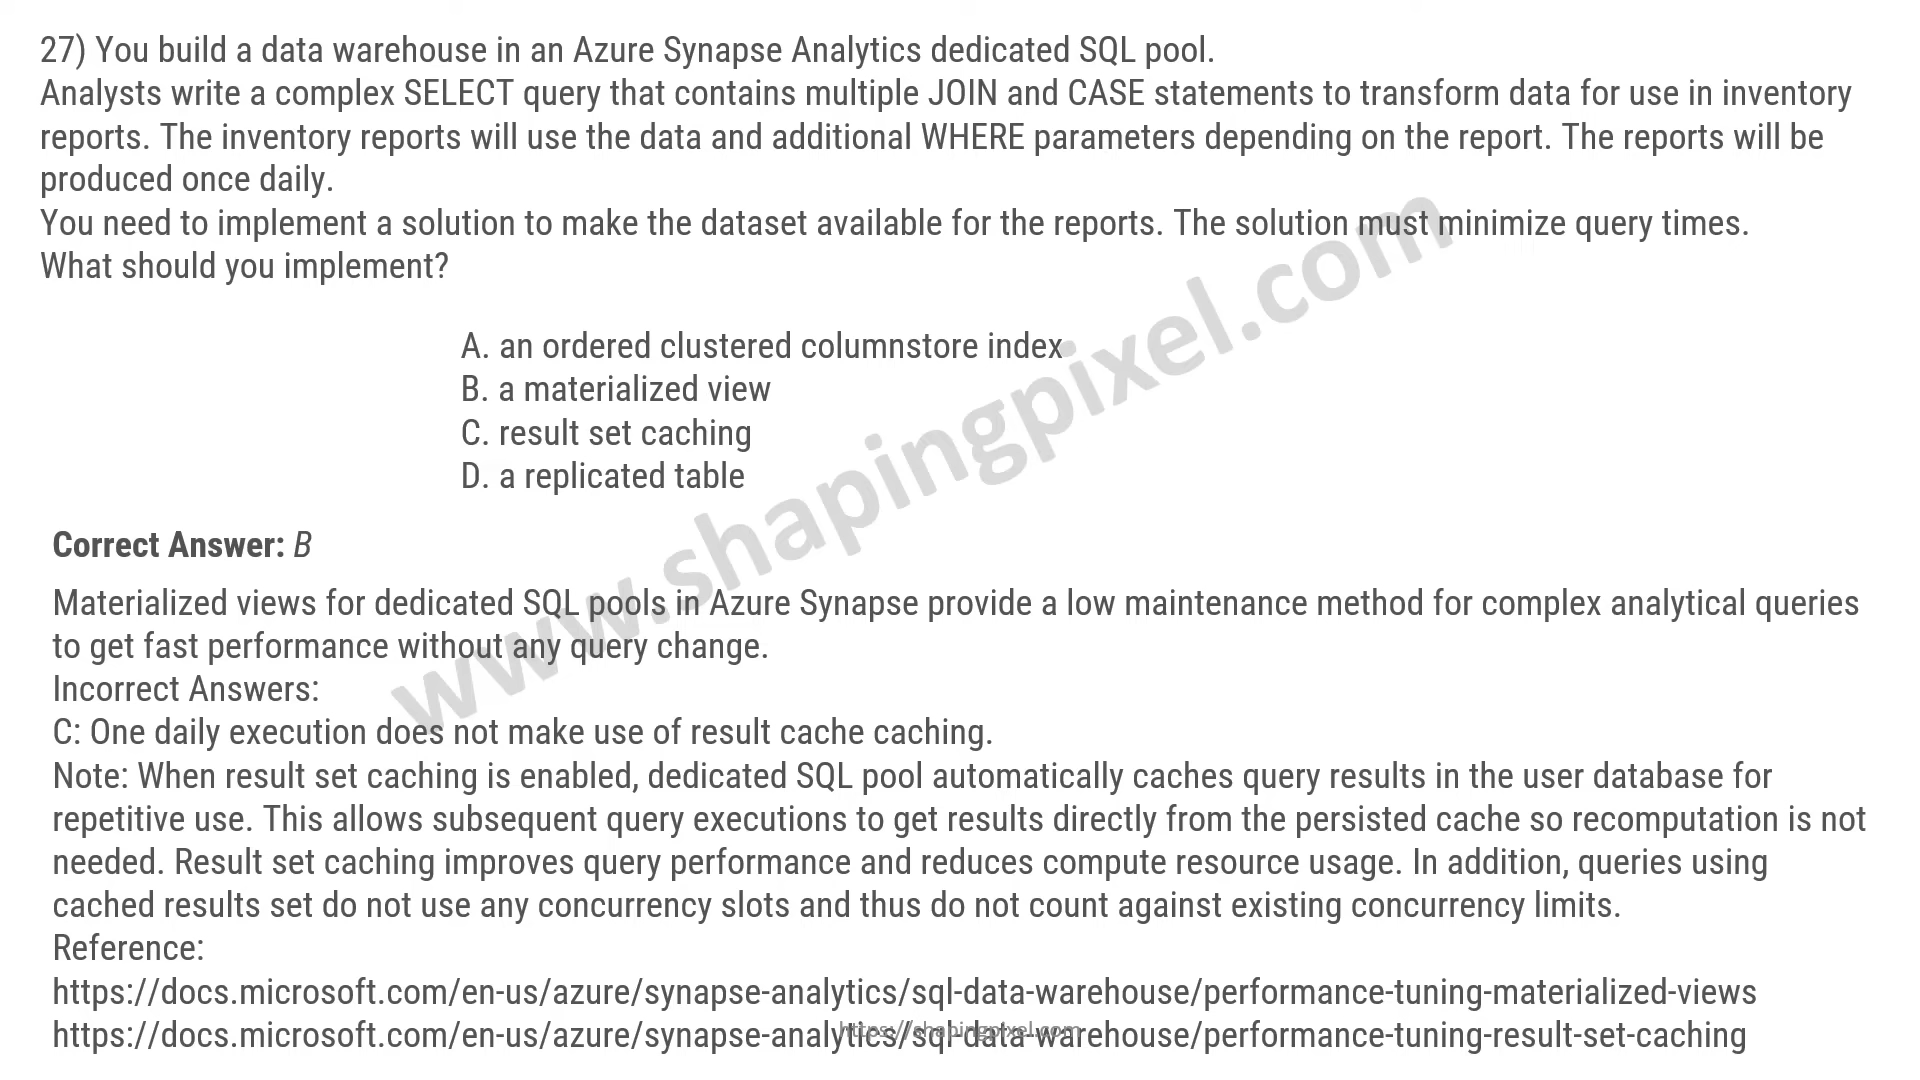 27) You build a data warehouse in an Azure Synapse Analytics dedicated SQL pool.
Analysts write a complex SELECT query that contains multiple JOIN and CASE statements to transform data for use in inventory
reports. The inventory reports will use the data and additional WHERE parameters depending on the report. The reports will be
produced once daily.
You need to implement a solution to make the dataset available for the reports. The solution must minimize query times.
What should you implement?
A. an ordered clustered columnstore index
B. a materialized view
C. result set caching
D. a replicated table
www.shapingpixel.com
Correct Answer: B
Materialized views for dedicated SQL pools in Azure Synapse provide a low maintenance method for complex analytical queries
to get fast performance without any query change.
Incorrect Answers:
C: One daily execution does not make use of result cache caching.
Note: When result set caching is enabled, dedicated SQL pool automatically caches query results in the user database for
repetitive use. This allows subsequent query executions to get results directly from the persisted cache so recomputation is not
needed. Result set caching improves query performance and reduces compute resource usage. In addition, queries using
cached results set do not use any concurrency slots and thus do not count against existing concurrency limits.
Reference:
https://docs.microsoft.com/en-us/azure/synapse-analytics/sql-data-warehouse/performance-tuning-materialized-views
https://docs.microsoft.com/en-us/azure/synapse-analytics/sql-data-warehouse/performance-tuning-result-set-caching
https://shapingpixel.com